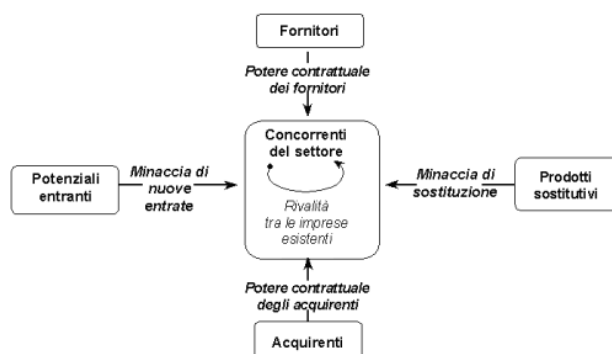 Fornitori
Potere contrattuale
dei fornitori
Concorrenti
del settore
Potenziali
entranti
Minaccia di
nuove
entrate
Rivalità
tra le imprese
esistenti
Minaccia di
sostituzione
Prodotti
sostitutivi
Potere contrattuale
degli acquirenti
Acquirenti